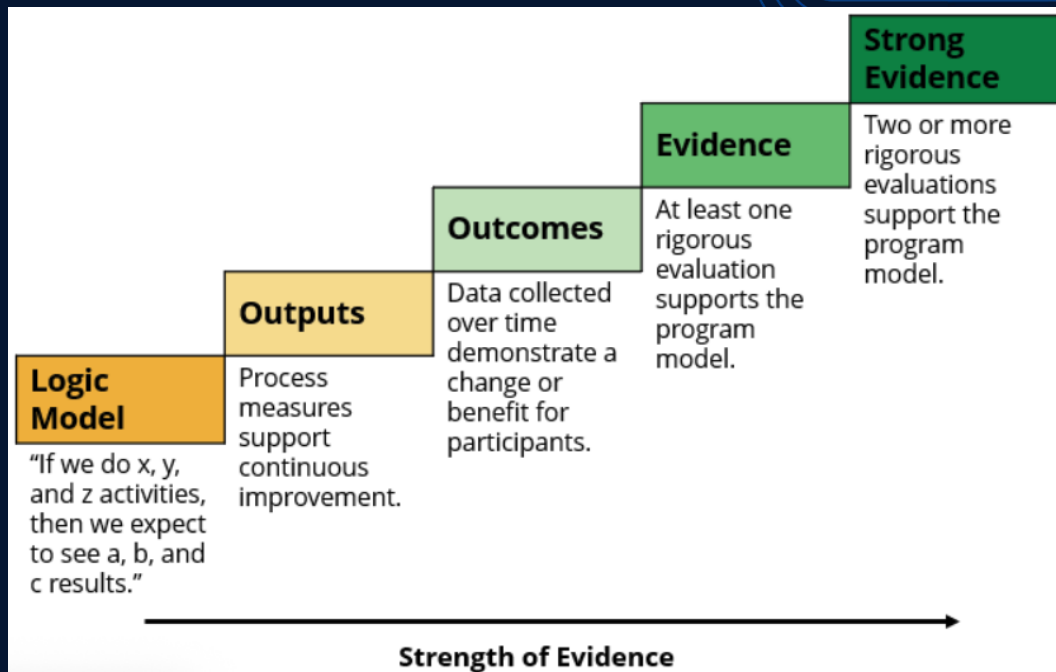 Strong
Evidence
Two or more
rigorous
evaluations
support the
program
model.
Evidence
At least one
rigorous
evaluation
supports the
program
model.
Outcomes
Data collected
over time
demonstrate a
change or
benefit for
participants.
Outputs
Process
measures
support
continuous
improvement.
Logic
Model
“If we do x, y,
and z activities,
then we expect
to see a, b, and
c results.”
Strength of Evidence